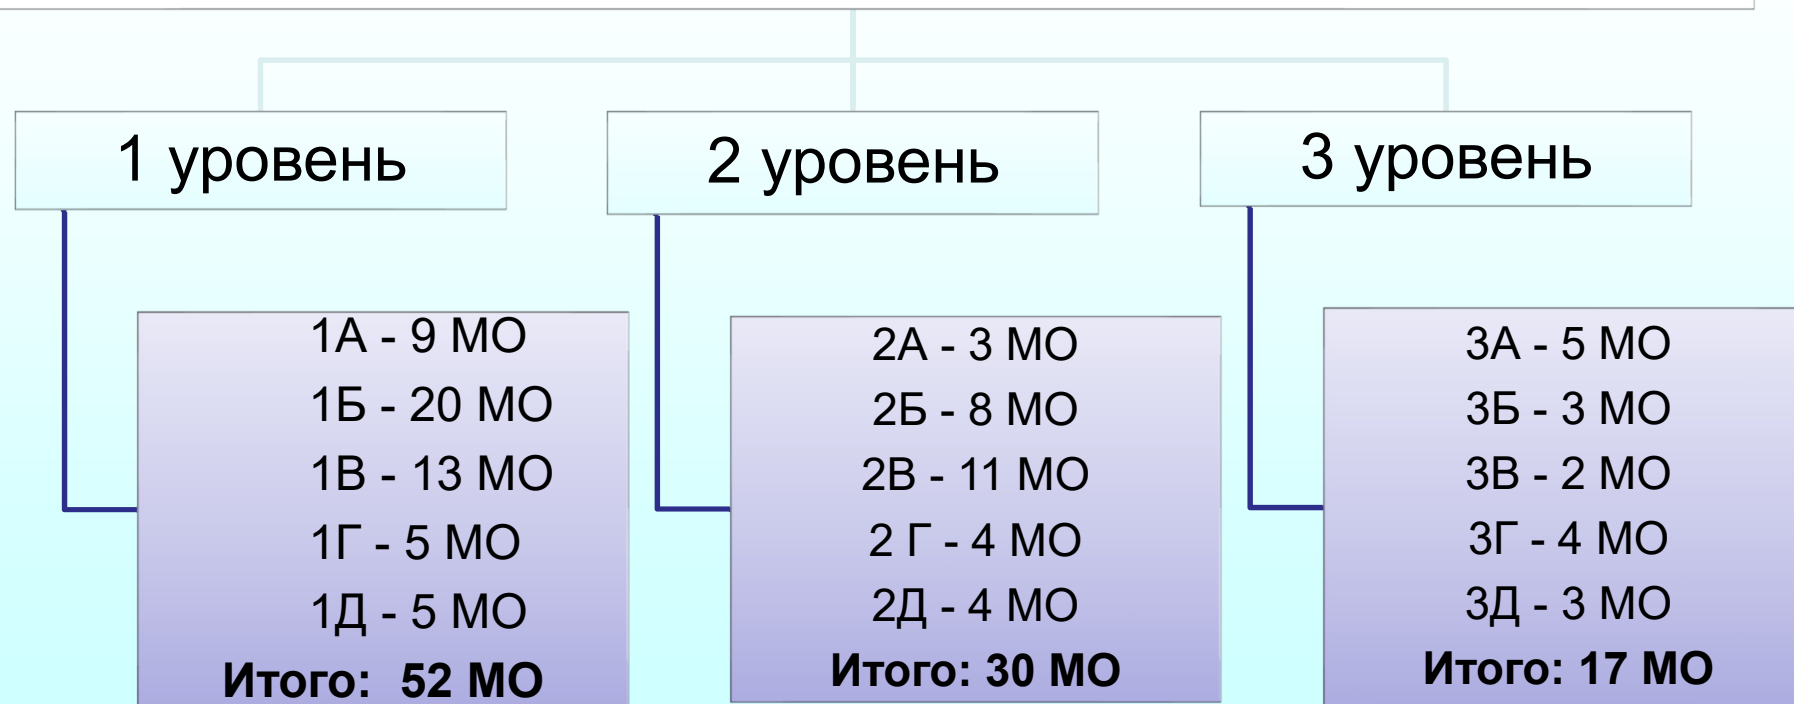 1 уровень
1А - 9 МО
1Б - 20 МО
1В - 13 МО
1Г - 5 МО
1Д - 5 МО
Итого:  52 МО
2 уровень
2А - 3 МО
2Б - 8 МО
2В - 11 МО
2 Г - 4 МО
2Д - 4 МО
Итого: 30 МО
3 уровень
3А - 5 МО
3Б - 3 МО
3В - 2 МО
3Г - 4 МО
3Д - 3 МО
Итого: 17 МО